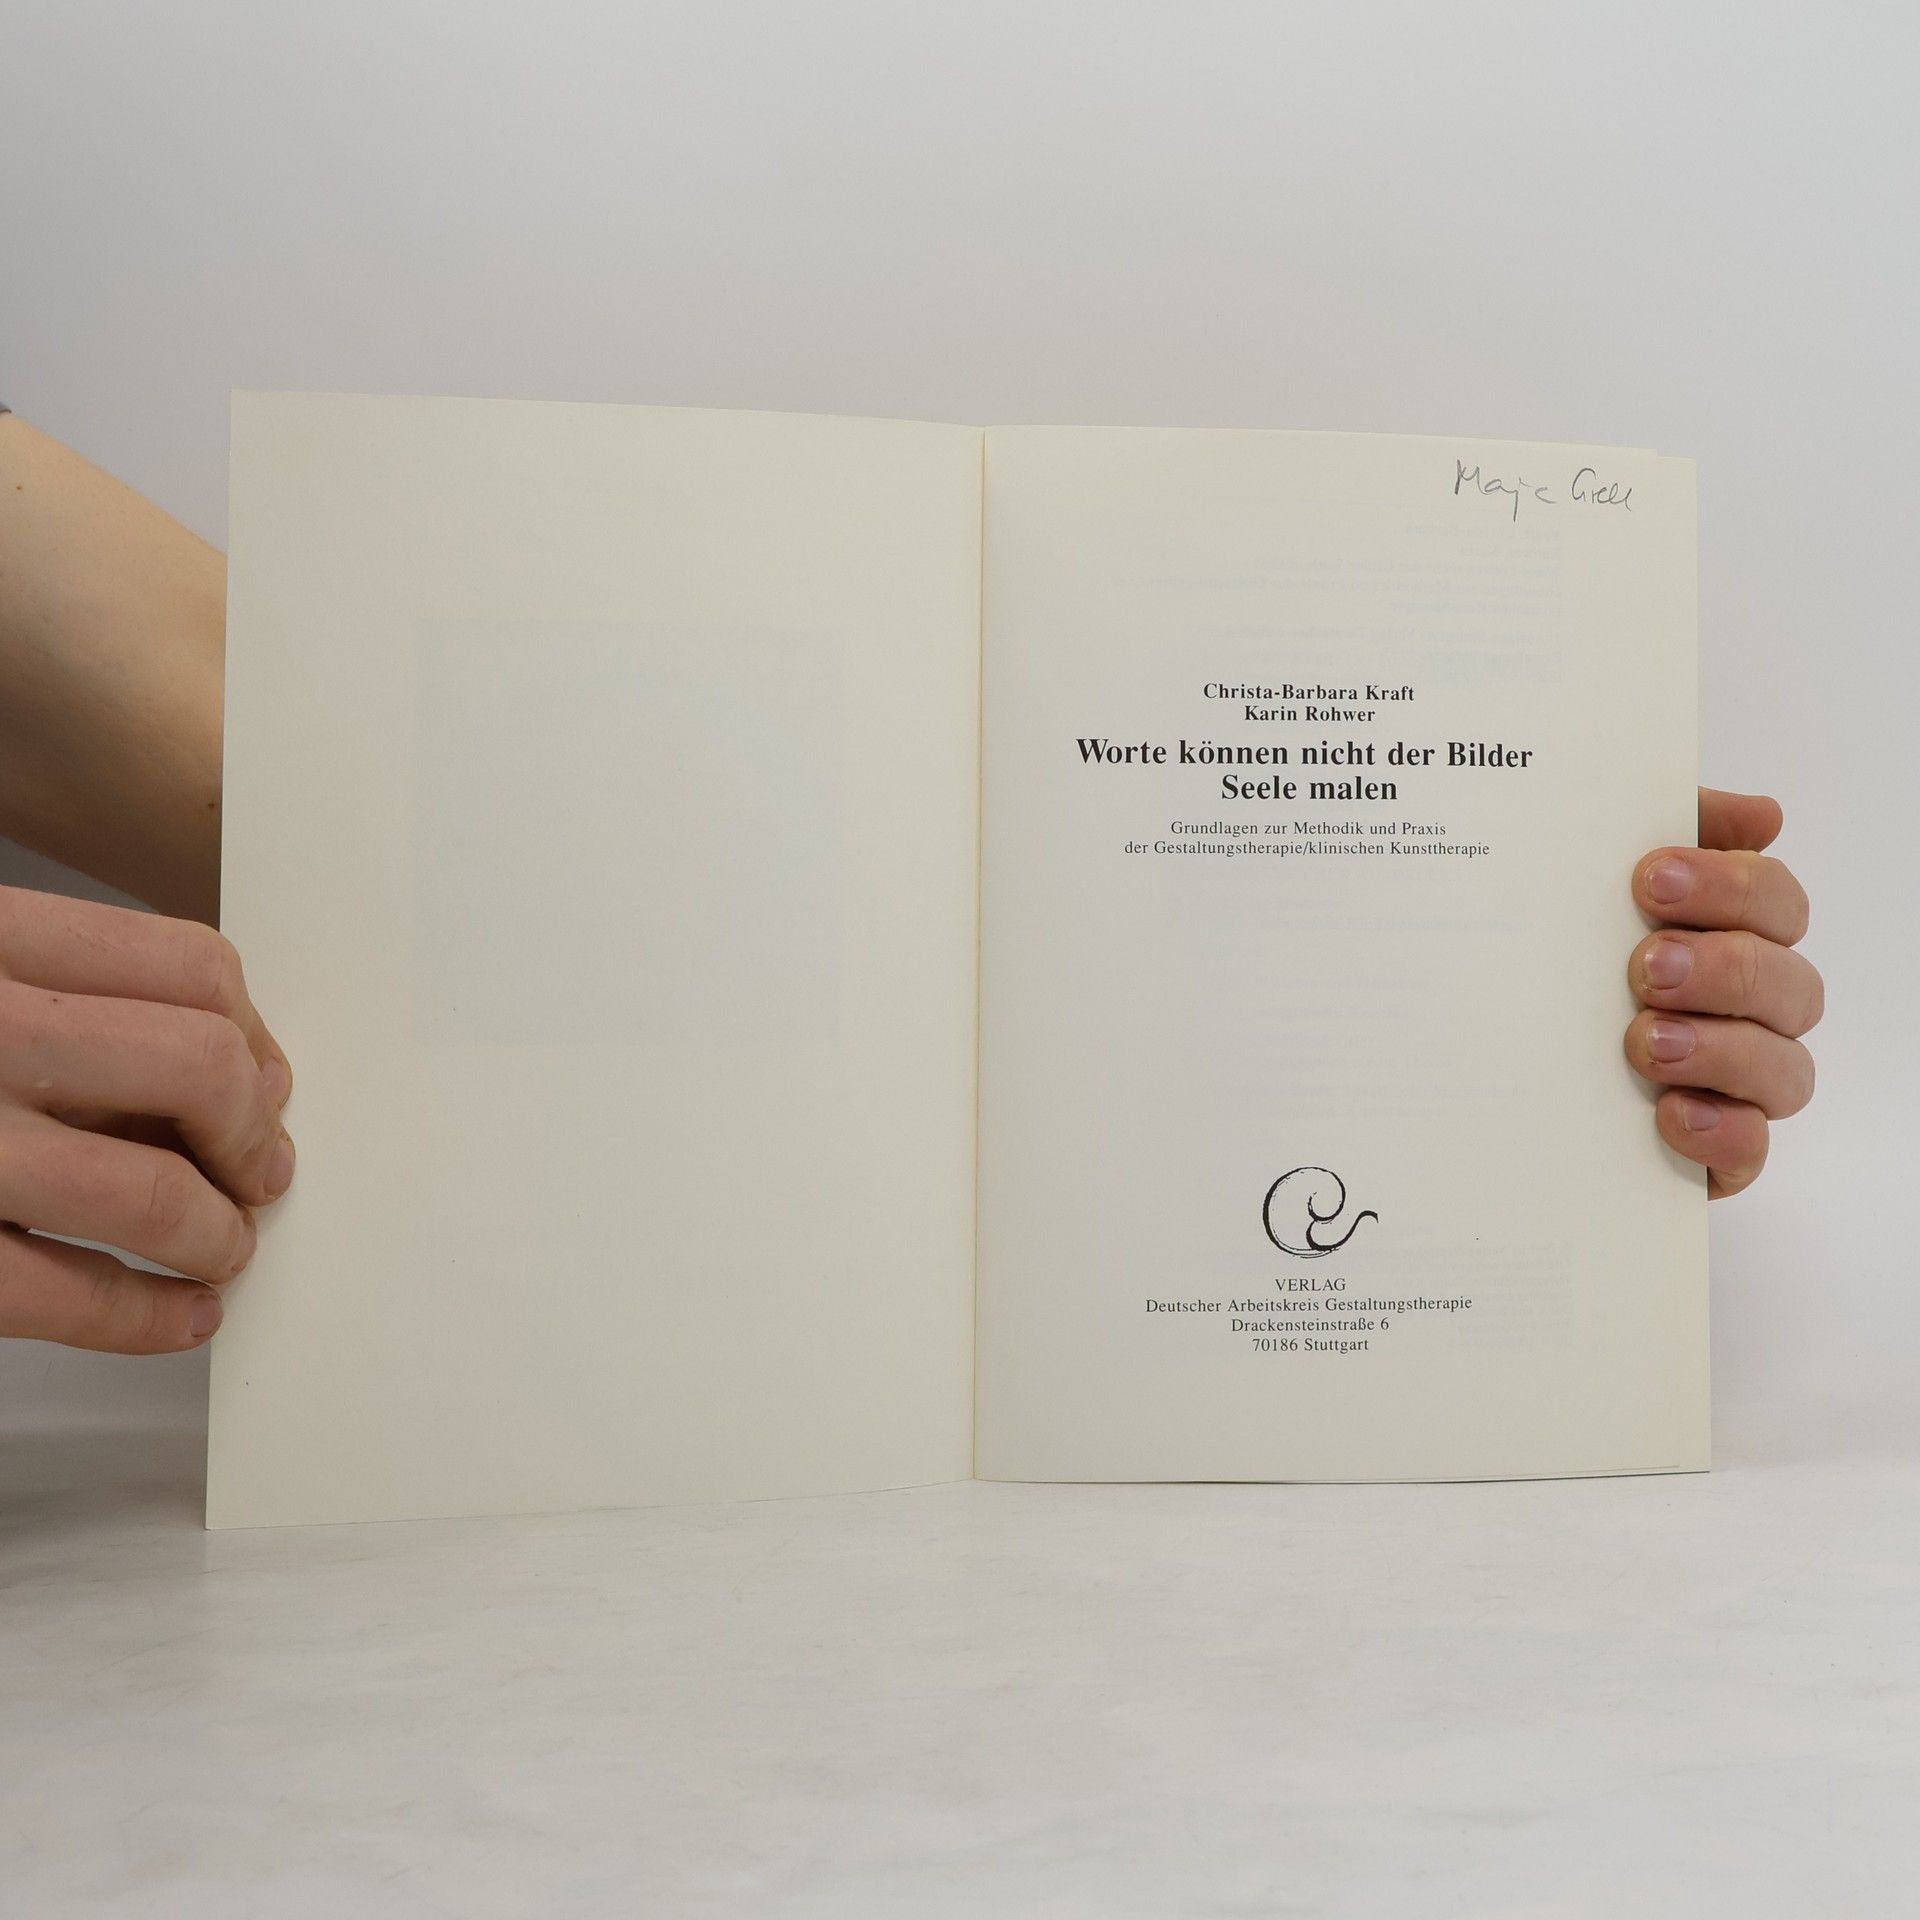 Christa-Barbara Kraft
Karin Rohwer
Worte können nicht der Bilder
Seele malen
Grundlagen zur Methodik und Praxis
der Gestaltungstherapie/klinischen Kunsttherapie
VERLAG
Deutscher Arbeitskreis Gestaltungstherapie
Drackensteinstraße 6
70186 Stuttgart